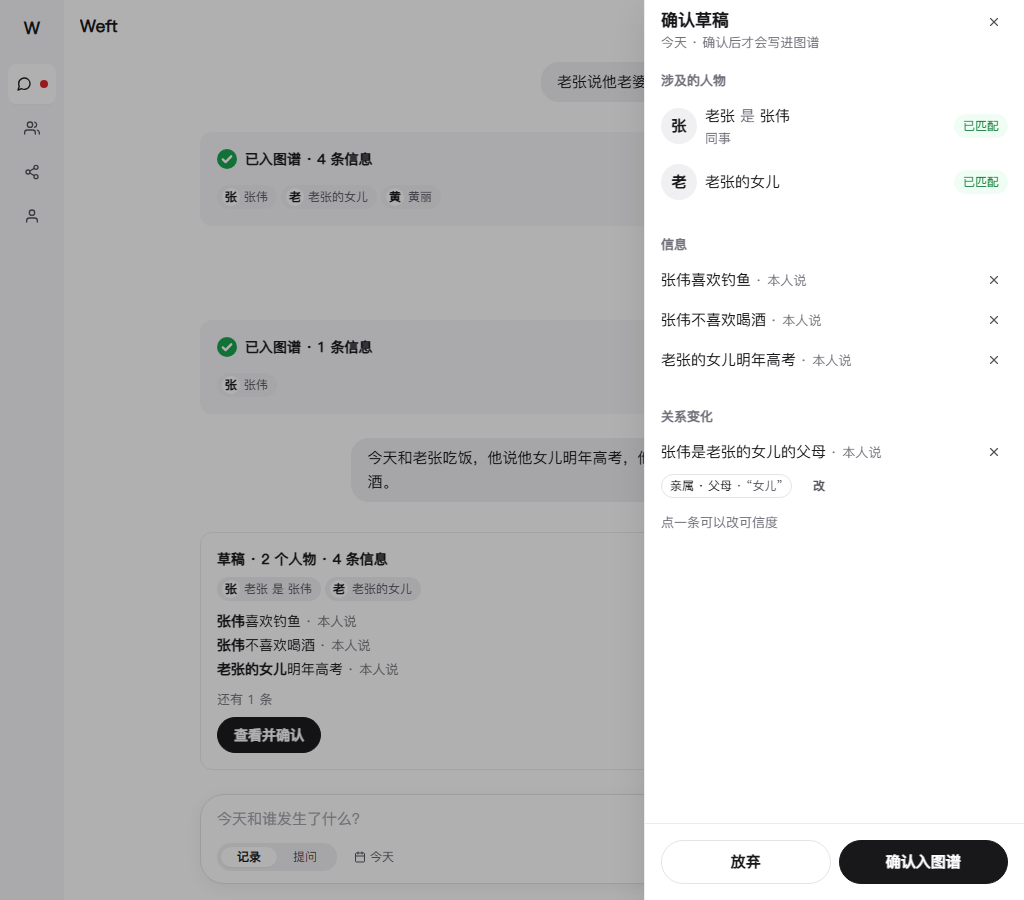 W
Weft
老张说他老婆
已入图谱 · 4 条信息
张 张伟 老 老张的女儿 黄 黄丽
已入图谱 · 1 条信息
张 张伟
今天和老张吃饭，他说他女儿明年高考，
酒。
草稿 · 2 个人物 · 4 条信息
张 老张 是 张伟 老 老张的女儿
张伟喜欢钓鱼 · 本人说
张伟不喜欢喝酒 · 本人说
老张的女儿明年高考 · 本人说
还有 1 条
查看并确认
今天和谁发生了什么?
记录 提问 今天
确认草稿
今天 · 确认后才会写进图谱
涉及的人物
张 老张 是 张伟
同事
已匹配
老 老张的女儿
已匹配
信息
张伟喜欢钓鱼 · 本人说
张伟不喜欢喝酒 · 本人说
老张的女儿明年高考 · 本人说
关系变化
张伟是老张的女儿的父母 · 本人说
亲属 · 父母 · “女儿” 改
点一条可以改可信度
放弃 确认入图谱